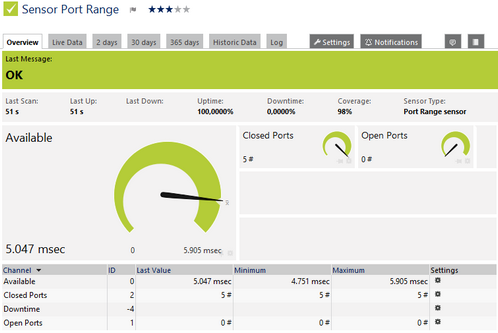 Sensor Port Range
Overview Live Data 2 days 30 days 365 days Historic Data Log Settings Notifications
Last Message:
OK
Last Scan: Last Up: Last Down: Uptime: Downtime: Coverage: Sensor Type:
51 s 51 s 100,0000% 0,0000% 98% Port Range sensor
Available
Closed Ports
5 #
Open Ports
0 #
5.047 msec
0
5.905 msec
Channel ID Last Value Minimum Maximum Settings
Available 0 5.047 msec 4.751 msec 5.905 msec
Closed Ports 2 5 # 5 # 5 #
Downtime -4
Open Ports 1 0 # 0 # 0 #